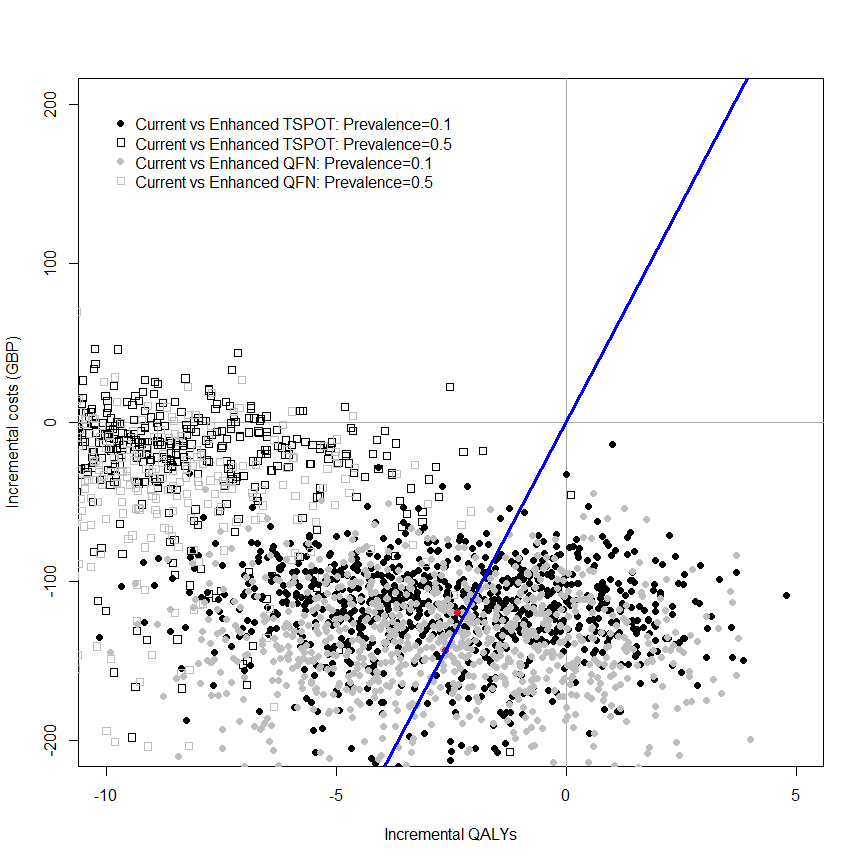 Current vs Enhanced TSPOT: Prevalence=0.1
Current vs Enhanced TSPOT: Prevalence=0.5
Current vs Enhanced QFN: Prevalence=0.1
Current vs Enhanced QFN: Prevalence=0.5
200
100
0
-100
-200
Incremental costs (GBP)
-10 -5 0 5
Incremental QALYs